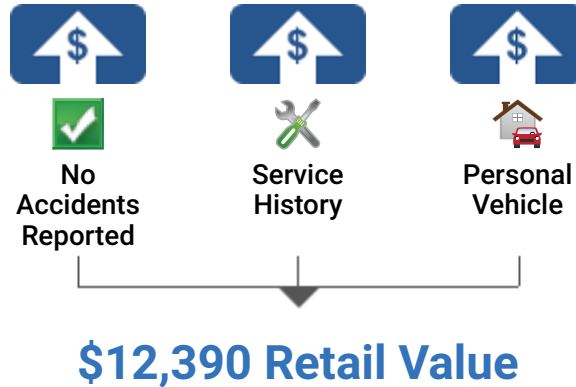 $ $ $
No
Accidents
Reported
Service
History
Personal
Vehicle
$12,390 Retail Value